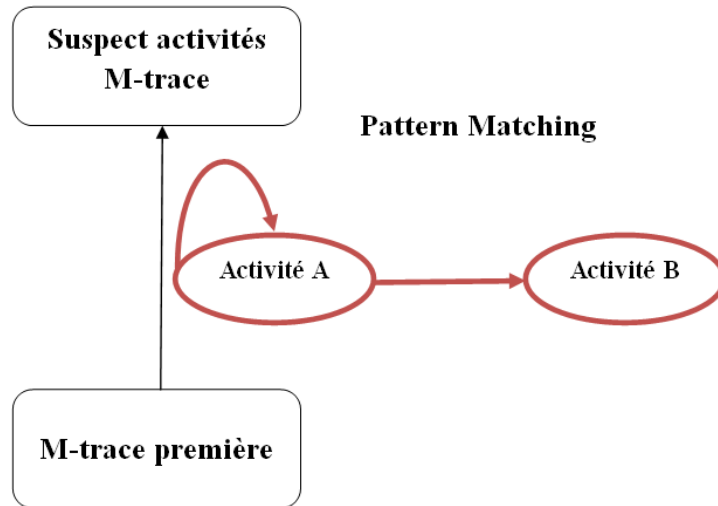 Suspect activités
M-trace
Pattern Matching
Activité A
Activité B
M-trace première